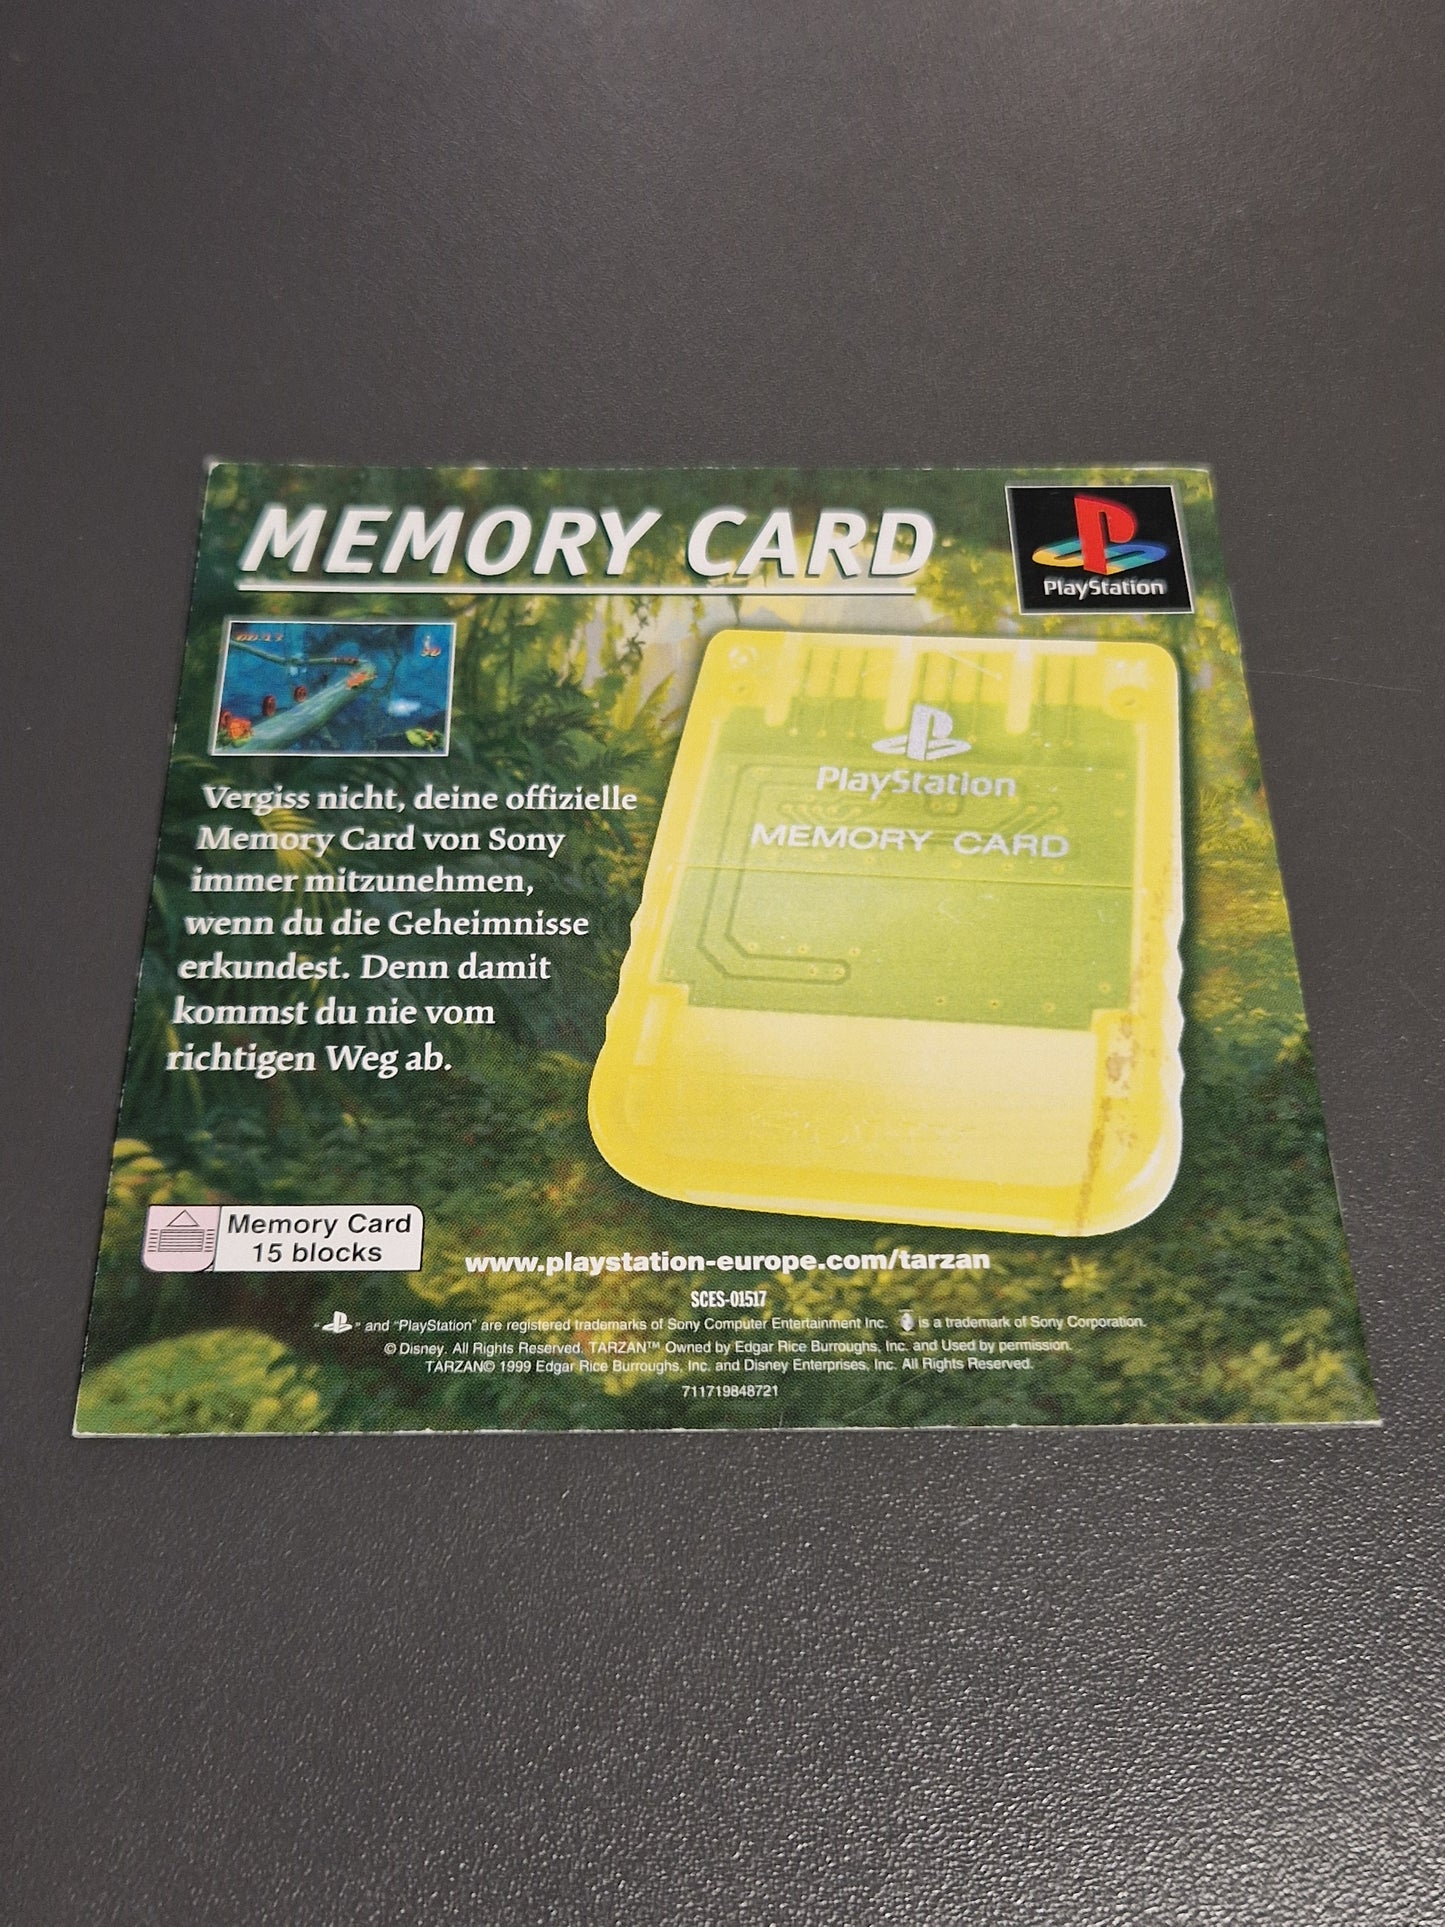 MEMORY CARD
PlayStation
Vergiss nicht, deine offizielle
Memory Card von Sony
immer mitzunehmen,
wenn du die Geheimnisse
erkundest. Denn damit
kommst du nie vom
richtigen Weg ab.
PlayStation
MEMORY CARD
Memory Card
15 blocks
www.playstation-europe.com/tarzan
SCES-01517
" " and "PlayStation" are registered trademarks of Sony Computer Entertainment Inc. is a trademark of Sony Corporation.
© Disney. All Rights Reserved. TARZAN™ Owned by Edgar Rice Burroughs, Inc. and Used by permission.
TARZAN© 1999 Edgar Rice Burroughs, Inc. and Disney Enterprises, Inc. All Rights Reserved.
711719848721